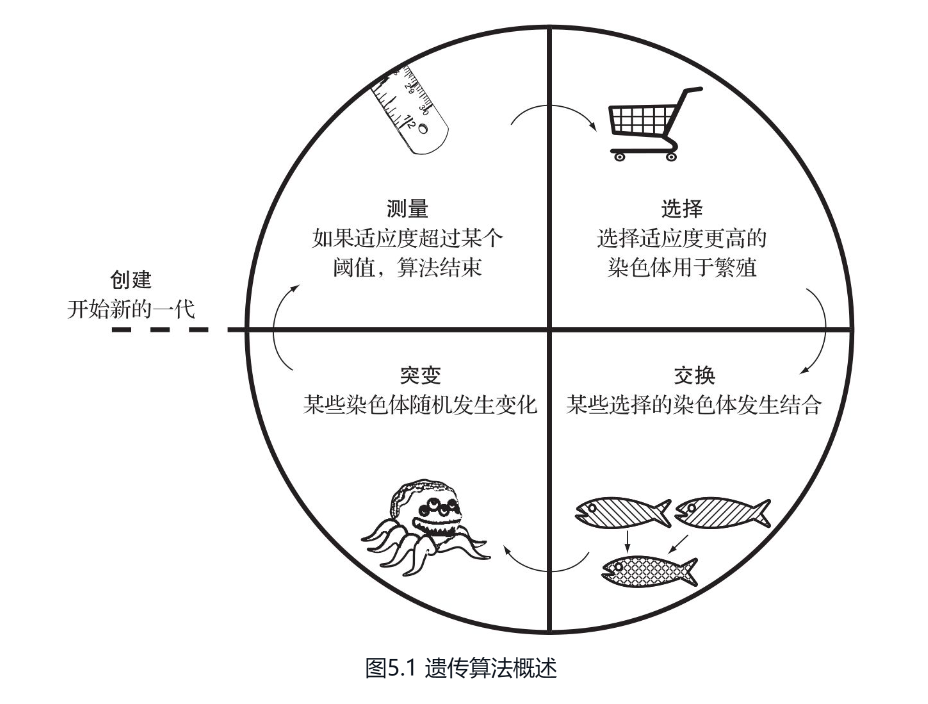 测量
如果适应度超过某个
阈值，算法结束
选择
选择适应度更高的
染色体用于繁殖
创建
开始新的一代
突变
某些染色体随机发生变化
交换
某些选择的染色体发生结合
图5.1 遗传算法概述